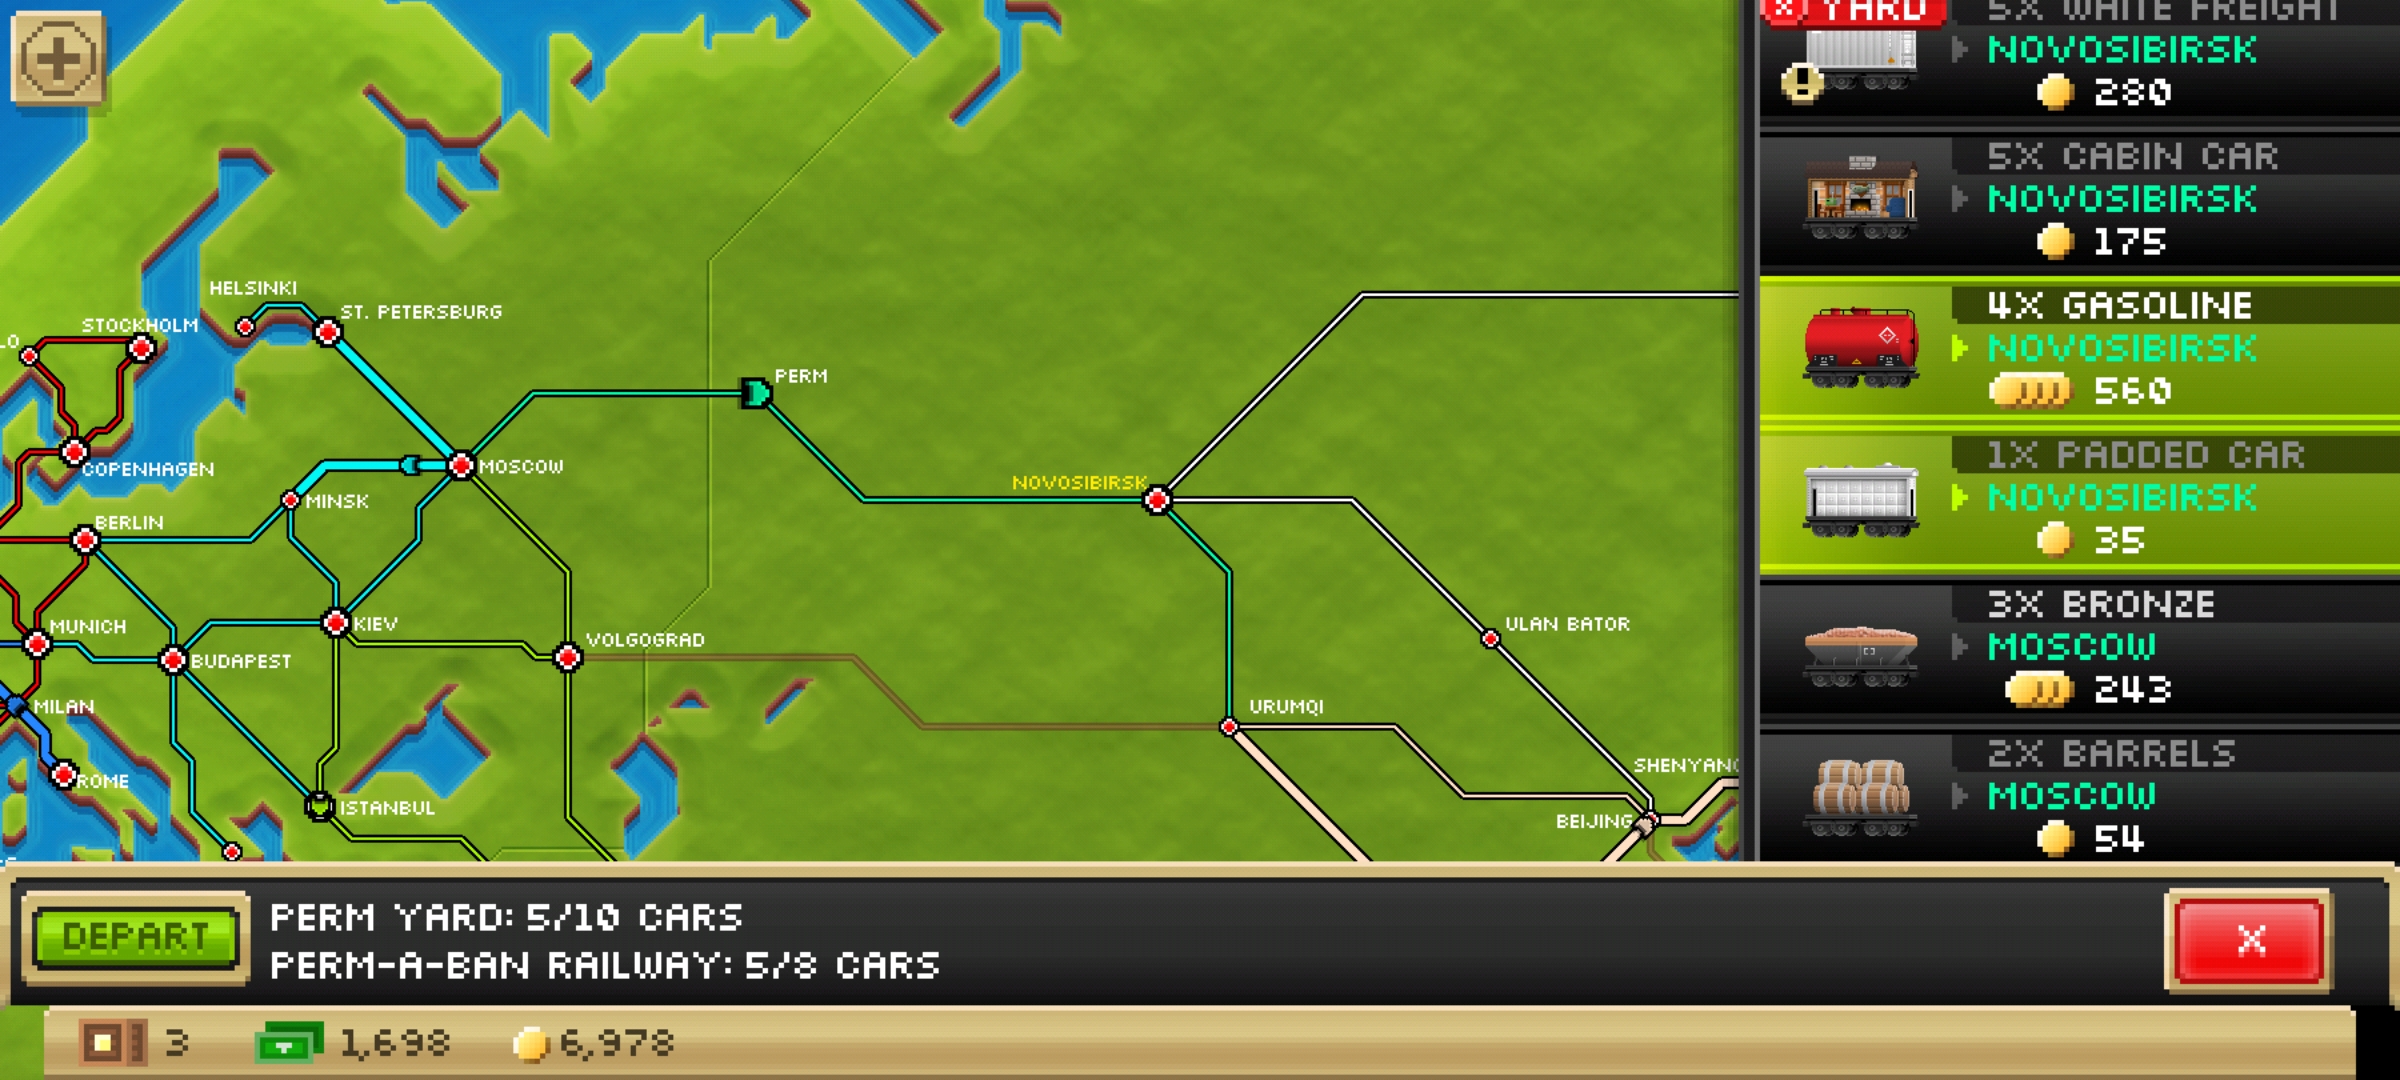 YARD
5X WHITE FREIGHT
NOVOSIBIRSK
280
5X CABIN CAR
NOVOSIBIRSK
175
4X GASOLINE
NOVOSIBIRSK
560
1X PADDED CAR
NOVOSIBIRSK
35
3X BRONZE
MOSCOW
243
2X BARRELS
MOSCOW
54
HELSINKI
ST. PETERSBURG
STOCKHOLM
LO
PERM
COPENHAGEN
MOSCOW
NOVOSIBIRSK
MINSK
BERLIN
MUNICH
KIEV
VOLGOGRAD
ULAN BATOR
BUDAPEST
MILAN
URUMQI
ROME
SHENYANG
ISTANBUL
BEIJING
DEPART
PERM YARD: 5/10 CARS
PERM-A-BAN RAILWAY: 5/8 CARS
X
3
1,698
6,978